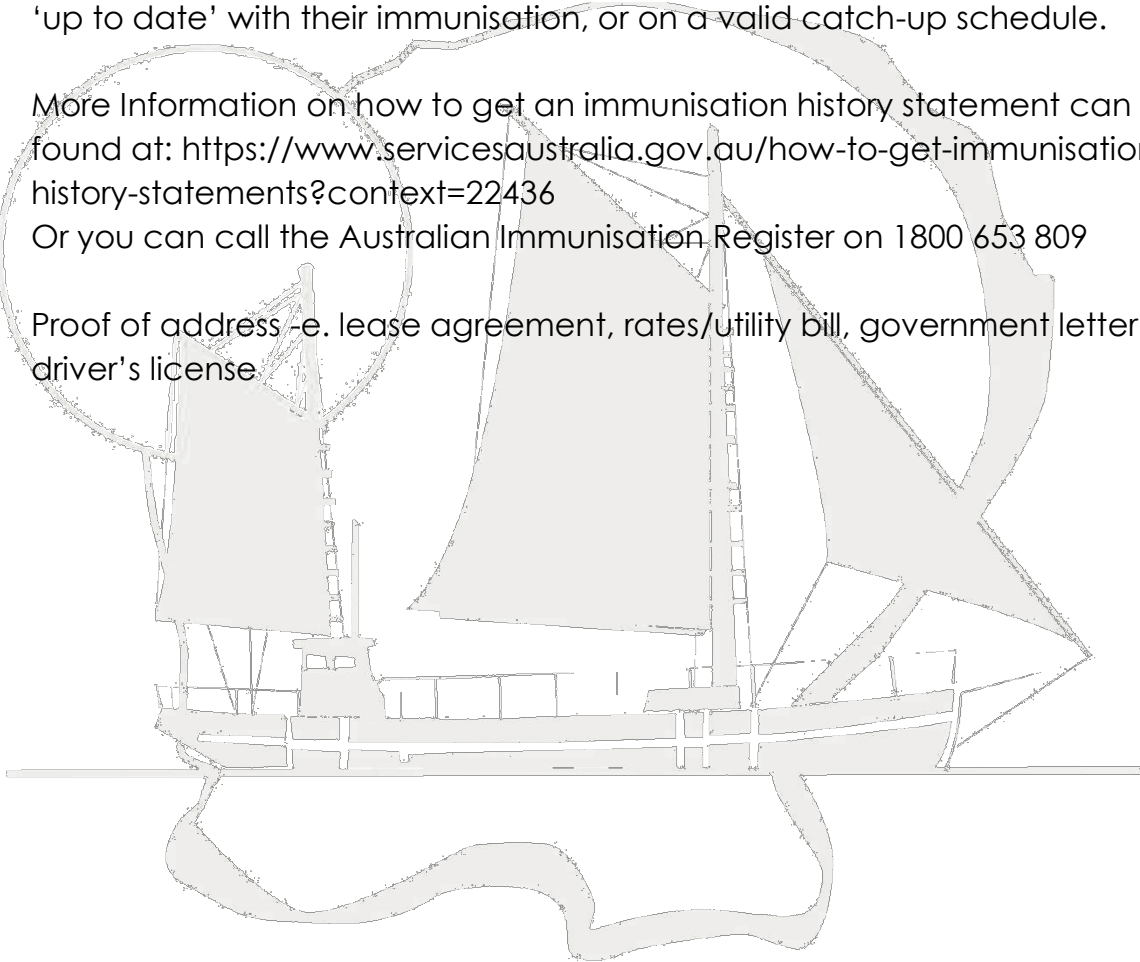 ‘up to date’ with their immunisation, or on a valid catch-up schedule.
More Information on how to get an immunisation history statement can
found at: https://www.servicesaustralia.gov.au/how-to-get-immunisation
history-statements?context=22436
Or you can call the Australian Immunisation Register on 1800 653 809
Proof of address -e. lease agreement, rates/utility bill, government letter
driver’s license